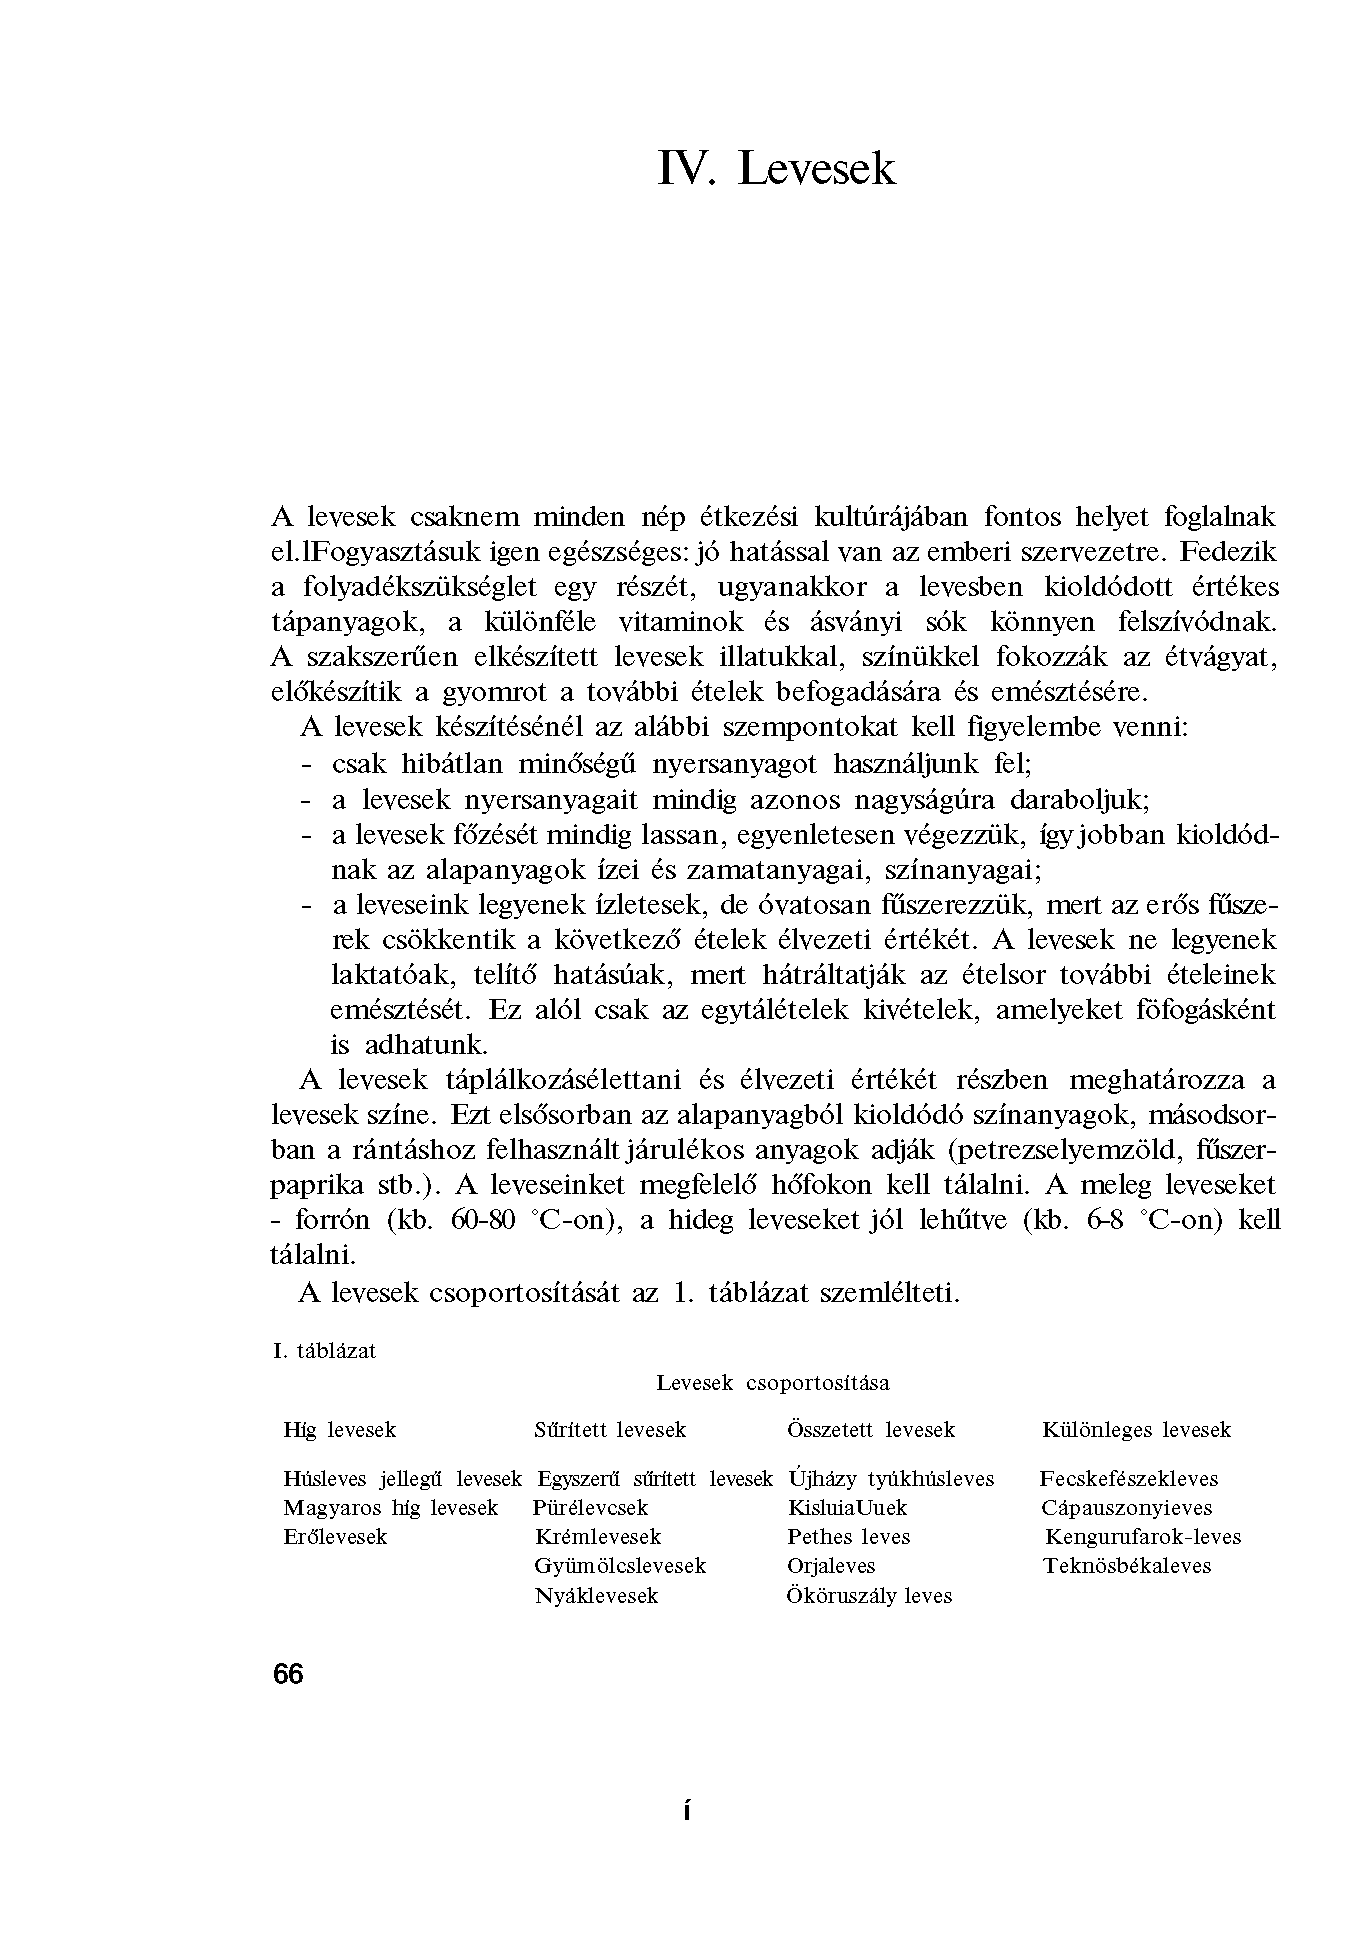 IV. Levesek
A levesek csaknem minden nép étkezési kultúrájában fontos helyet foglalnak
el.lFogyasztásuk igen egészséges: jó hatással van az emberi szervezetre. Fedezik
a folyadékszükséglet egy részét, ugyanakkor a levesben kioldódott értékes
tápanyagok, a különféle vitaminok és ásványi sók könnyen felszívódnak.
A szakszerűen elkészített levesek illatukkal, színükkel fokozzák az étvágyat,
előkészítik a gyomrot a további ételek befogadására és emésztésére.
A levesek készítésénél az alábbi szempontokat kell figyelembe venni:
- csak hibátlan minőségű nyersanyagot használjunk fel;
- a levesek nyersanyagait mindig azonos nagyságúra daraboljuk;
- a levesek főzését mindig lassan, egyenletesen végezzük, így jobban kioldód-
nak az alapanyagok ízei és zamatanyagai, színanyagai;
- a leveseink legyenek ízletesek, de óvatosan fűszerezzük, mert az erős fűsze-
rek csökkentik a következő ételek élvezeti értékét. A levesek ne legyenek
laktatóak, telítő hatásúak, mert hátráltatják az ételsor további ételeinek
emésztését. Ez alól csak az egytálételek kivételek, amelyeket föfogásként
is adhatunk.
A levesek táplálkozásélettani és élvezeti értékét részben meghatározza a
levesek színe. Ezt elsősorban az alapanyagból kioldódó színanyagok, másodsor-
ban a rántáshoz felhasznált járulékos anyagok adják (petrezselyemzöld, fűszer-
paprika stb.). A leveseinket megfelelő hőfokon kell tálalni. A meleg leveseket
- forrón (kb. 60-80 °C-on), a hideg leveseket jól lehűtve (kb. 6-8 °C-on) kell
tálalni.
A levesek csoportosítását az 1. táblázat szemlélteti.
I. táblázat
Levesek csoportosítása
Híg levesek Sűrített levesek Összetett levesek Különleges levesek
Húsleves jellegű levesek Egyszerű sűrített levesek Újházy tyúkhúsleves Fecskefészekleves
Magyaros híg levesek Pürélevcsek KisluiaUuek Cápauszonyieves
Erőlevesek Krémlevesek Pethes leves Kengurufarok-leves
Gyümölcslevesek Orjaleves Teknösbékaleves
Nyáklevesek Ököruszály leves
66
í